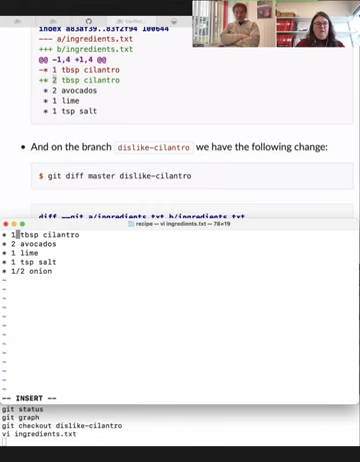 index a83af39..83f2f94 100644
--- a/ingredients.txt
+++ b/ingredients.txt
@@ -1,4 +1,4 @@
-* 1 tbsp cilantro
+* 2 tbsp cilantro
* 2 avocados
* 1 lime
* 1 tsp salt
• And on the branch dislike-cilantro we have the following change:
$ git diff master dislike-cilantro
diff --git a/ingredients.txt b/ingredients.txt
recipe — vi ingredients.txt — 78×19
* 1 tbsp cilantro
* 2 avocados
* 1 lime
* 1 tsp salt
* 1/2 onion
~
~
~
~
~
~
~
~
~
~
~
~
~
-- INSERT --
git status
git graph
git checkout dislike-cilantro
vi ingredients.txt